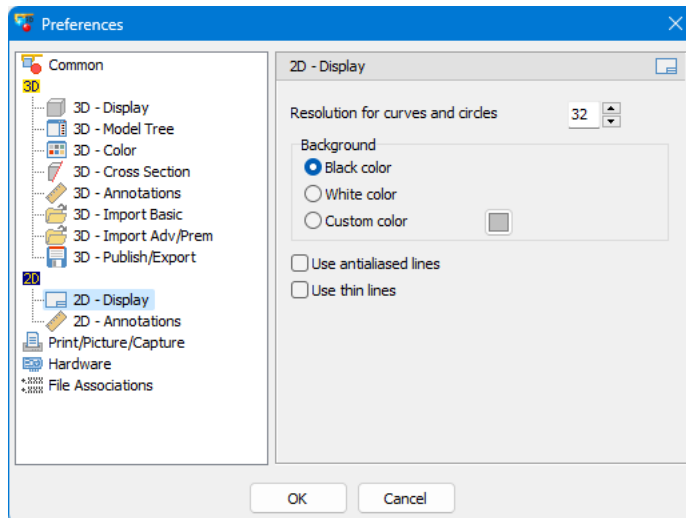 Preferences
Common
3D
3D - Display
3D - Model Tree
3D - Color
3D - Cross Section
3D - Annotations
3D - Import Basic
3D - Import Adv/Prem
3D - Publish/Export
2D
2D - Display
2D - Annotations
Print/Picture/Capture
Hardware
*.XXX
*.XXX File Associations
2D - Display
Resolution for curves and circles 32
Background
Black color
White color
Custom color
Use antialiased lines
Use thin lines
OK Cancel